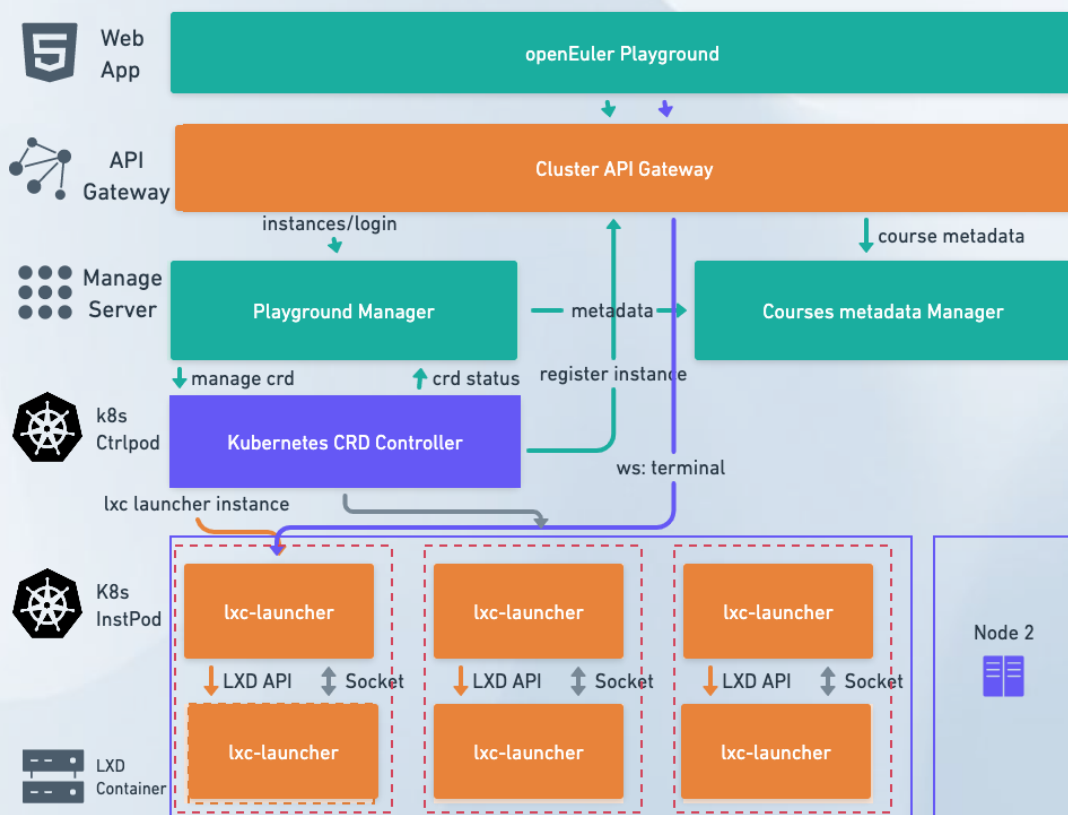 Web
App
openEuler Playground
API
Gateway
Cluster API Gateway
instances/login
course metadata
Manage
Server
Playground Manager
metadata
Courses metadata Manager
manage crd
crd status
register instance
k8s
Ctrlpod
Kubernetes CRD Controller
ws: terminal
lxc launcher instance
K8s
InstPod
lxc-launcher
lxc-launcher
lxc-launcher
Node 2
LXD API
Socket
LXD API
Socket
LXD API
Socket
lxc-launcher
lxc-launcher
lxc-launcher
LXD
Container